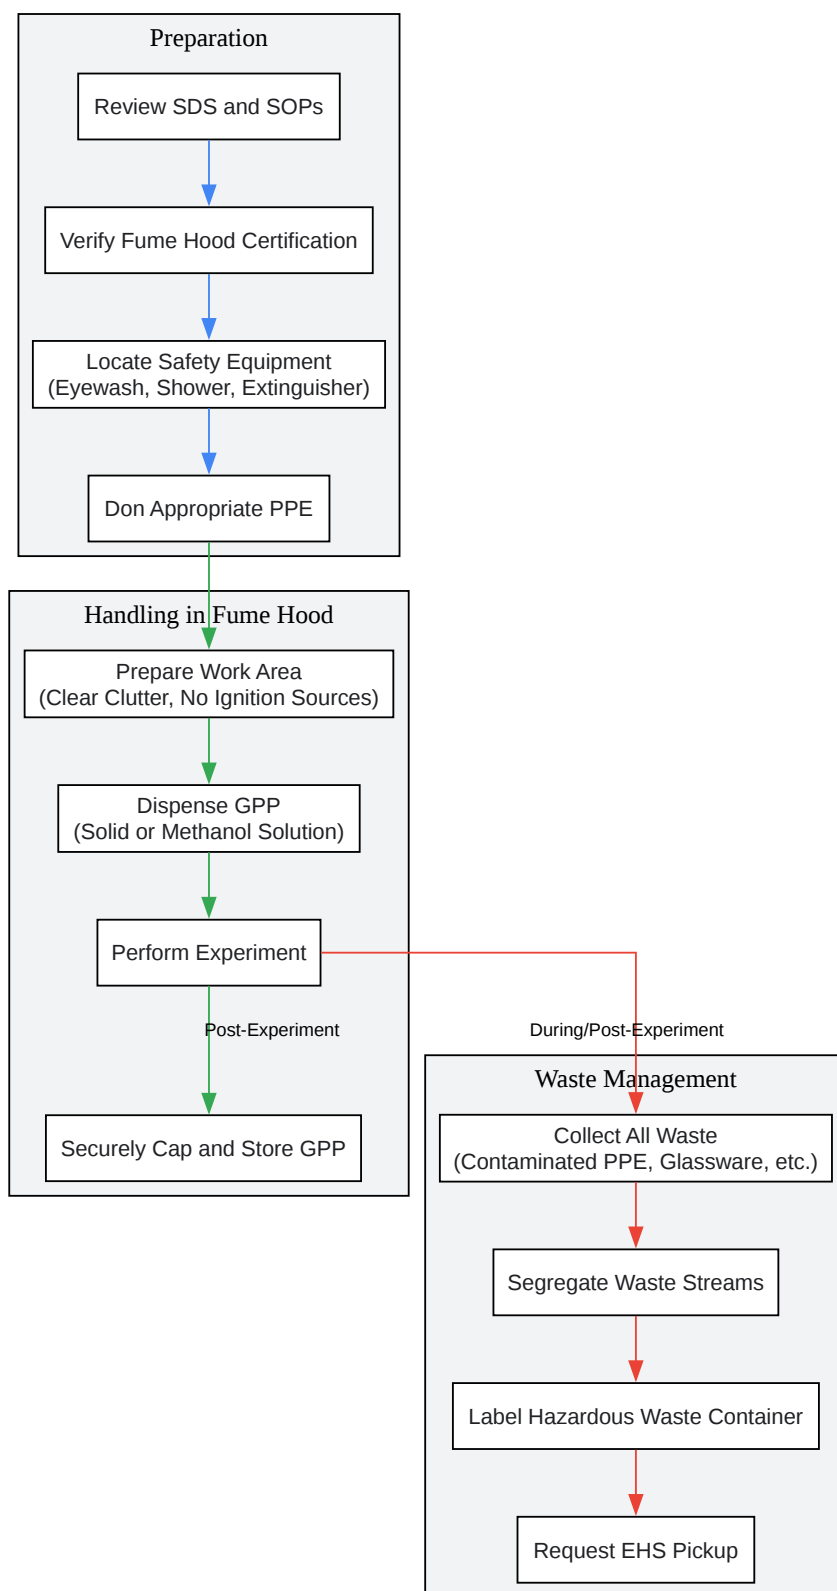 Preparation
Review SDS and SOPs
Verify Fume Hood Certification
Locate Safety Equipment
(Eyewash, Shower, Extinguisher)
Don Appropriate PPE
Handling in Fume Hood
Prepare Work Area
(Clear Clutter, No Ignition Sources)
Dispense GPP
(Solid or Methanol Solution)
Perform Experiment
Post-Experiment
Securely Cap and Store GPP
During/Post-Experiment
Waste Management
Collect All Waste
(Contaminated PPE, Glassware, etc.)
Segregate Waste Streams
Label Hazardous Waste Container
Request EHS Pickup